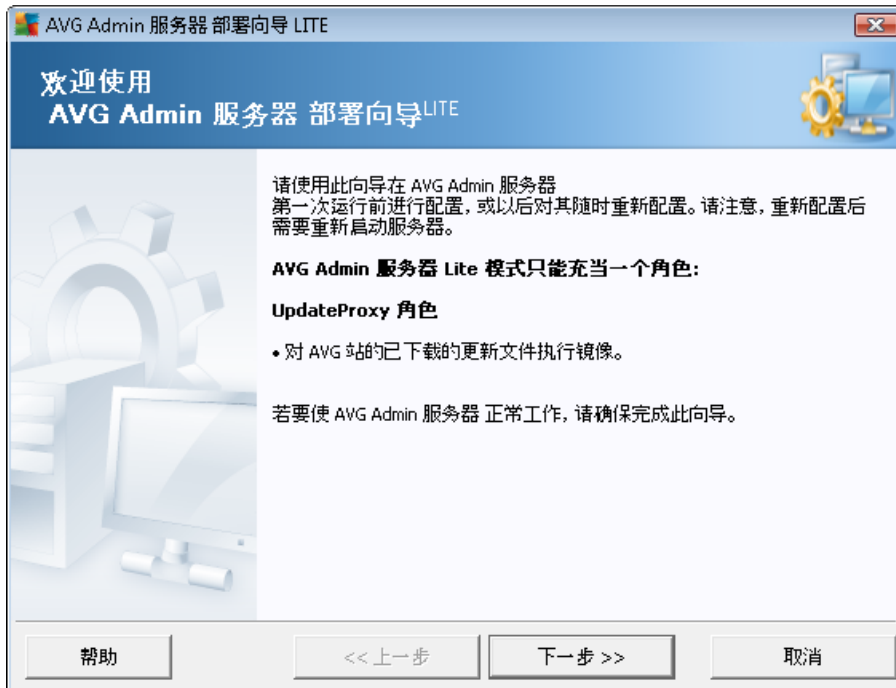 AVG Admin 服务器 部署向导 LITE
欢迎使用
AVG Admin 服务器 部署向导LITE
请使用此向导在 AVG Admin 服务器
第一次运行前进行配置，或以后对其随时重新配置。请注意，重新配置后
需要重新启动服务器。
AVG Admin 服务器 Lite 模式只能充当一个角色:
UpdateProxy 角色
• 对 AVG 站的已下载的更新文件执行镜像。
若要使 AVG Admin 服务器 正常工作，请确保完成此向导。
帮助
<< 上一步
下一步 >>
取消